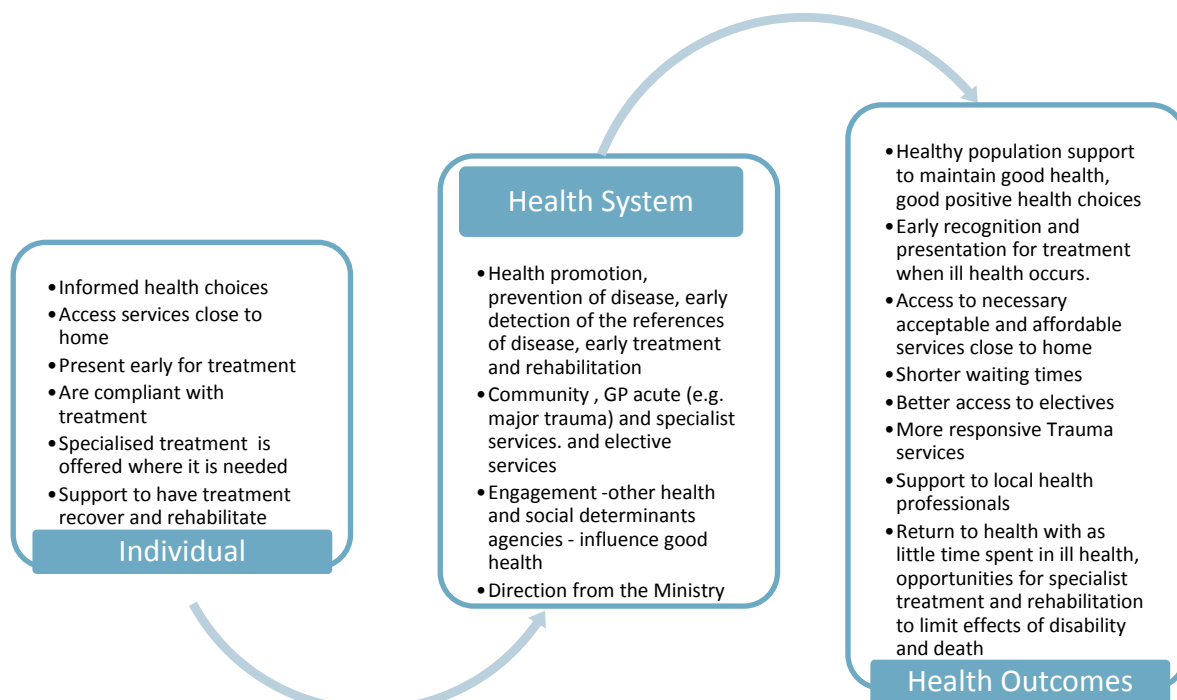 •Informed health choices
•Access services close to
home
•Present early for treatment
•Are compliant with
treatment
•Specialised treatment is
offered where it is needed
•Support to have treatment
recover and rehabilitate
Individual
Health System
•Health promotion,
prevention of disease, early
detection of the references
of disease, early treatment
and rehabilitation
•Community , GP acute (e.g.
major trauma) and specialist
services. and elective
services
•Engagement -other health
and social determinants
agencies - influence good
health
•Direction from the Ministry
•Healthy population support
to maintain good health,
good positive health choices
•Early recognition and
presentation for treatment
when ill health occurs.
•Access to necessary
acceptable and affordable
services close to home
•Shorter waiting times
•Better access to electives
•More responsive Trauma
services
•Support to local health
professionals
•Return to health with as
little time spent in ill health,
opportunities for specialist
treatment and rehabilitation
to limit effects of disability
and death
Health Outcomes